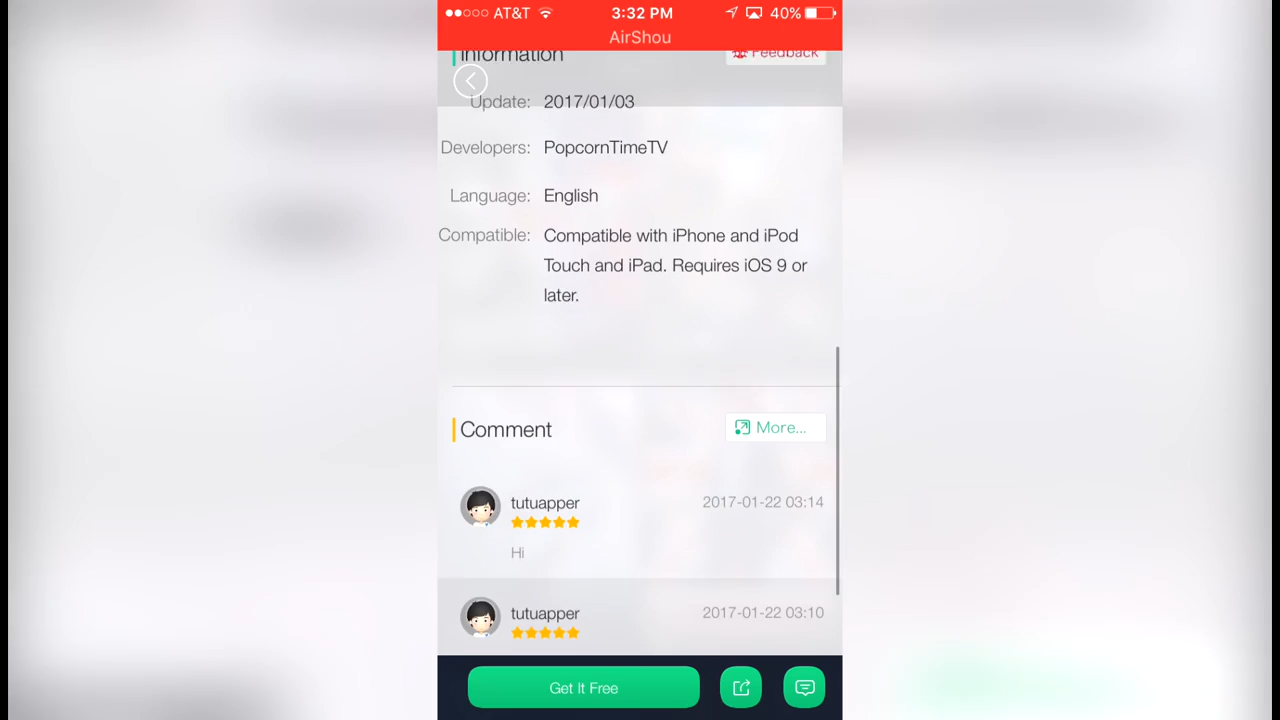 AT&T 3:32 PM 40%
AirShou
Information Feedback
Update: 2017/01/03
Developers: PopcornTimeTV
Language: English
Compatible: Compatible with iPhone and iPod
Touch and iPad. Requires iOS 9 or
later.
Comment More...
tutuapper 2017-01-22 03:14
Hi
tutuapper 2017-01-22 03:10
Get It Free